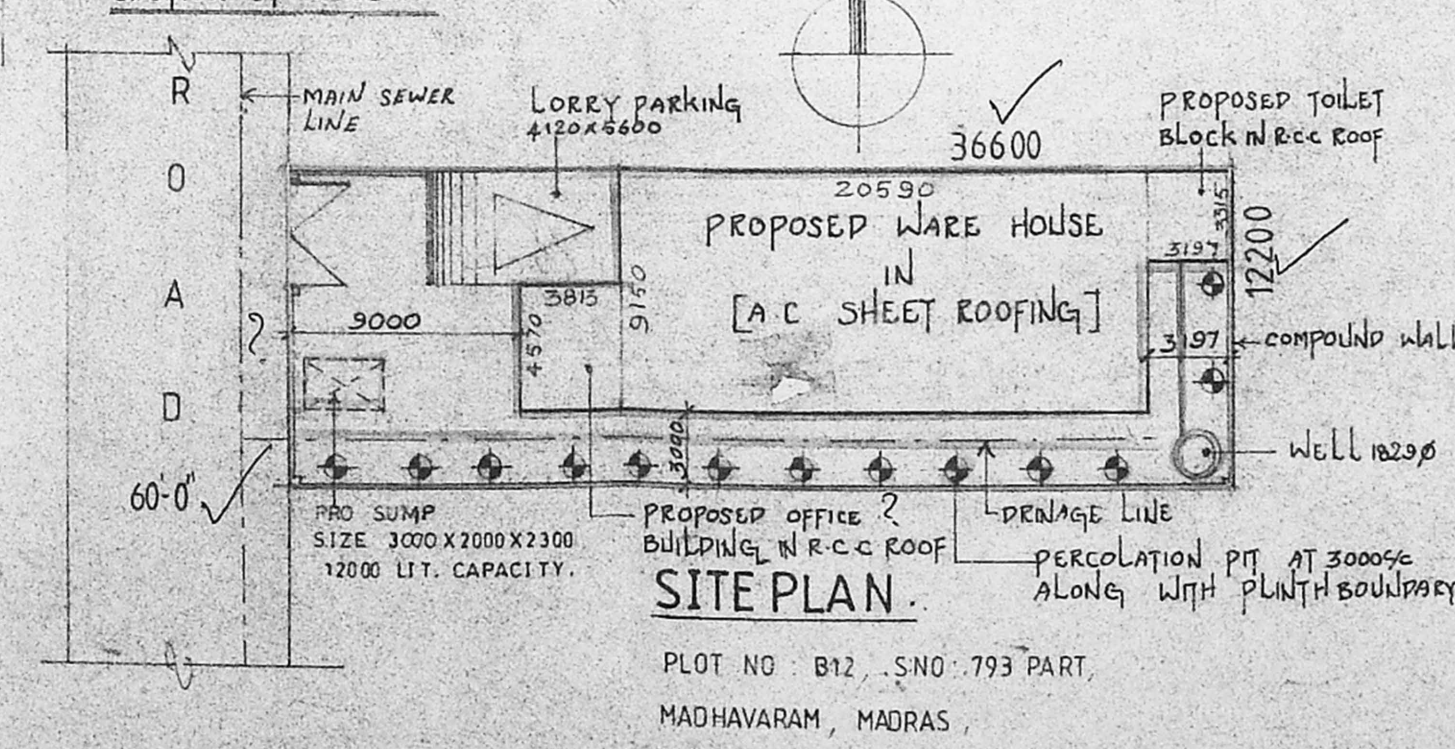 R
O
A
D
MAIN SEWER
LINE
LORRY PARKING
4120X5600
36600
PROPOSED TOILET
BLOCK IN R.C.C ROOF
20590
PROPOSED WARE HOUSE
IN
[A C SHEET ROOFING]
3315
3197
12200
3813
9150
9000
4570
?
3197
COMPOUND WALL
3090
WELL 1829Ø
60'-0"
PRO SUMP
SIZE 3000 X 2000 X 2300
12000 LIT. CAPACITY.
PROPOSED OFFICE ?
BUILDING IN R.C.C ROOF
DRINAGE LINE
PERCOLATION PIT AT 3000 c/c
ALONG WITH PLINTH BOUNDARY
SITE PLAN.
PLOT NO : B12, .S.NO :.793 PART,
MADHAVARAM, MADRAS,